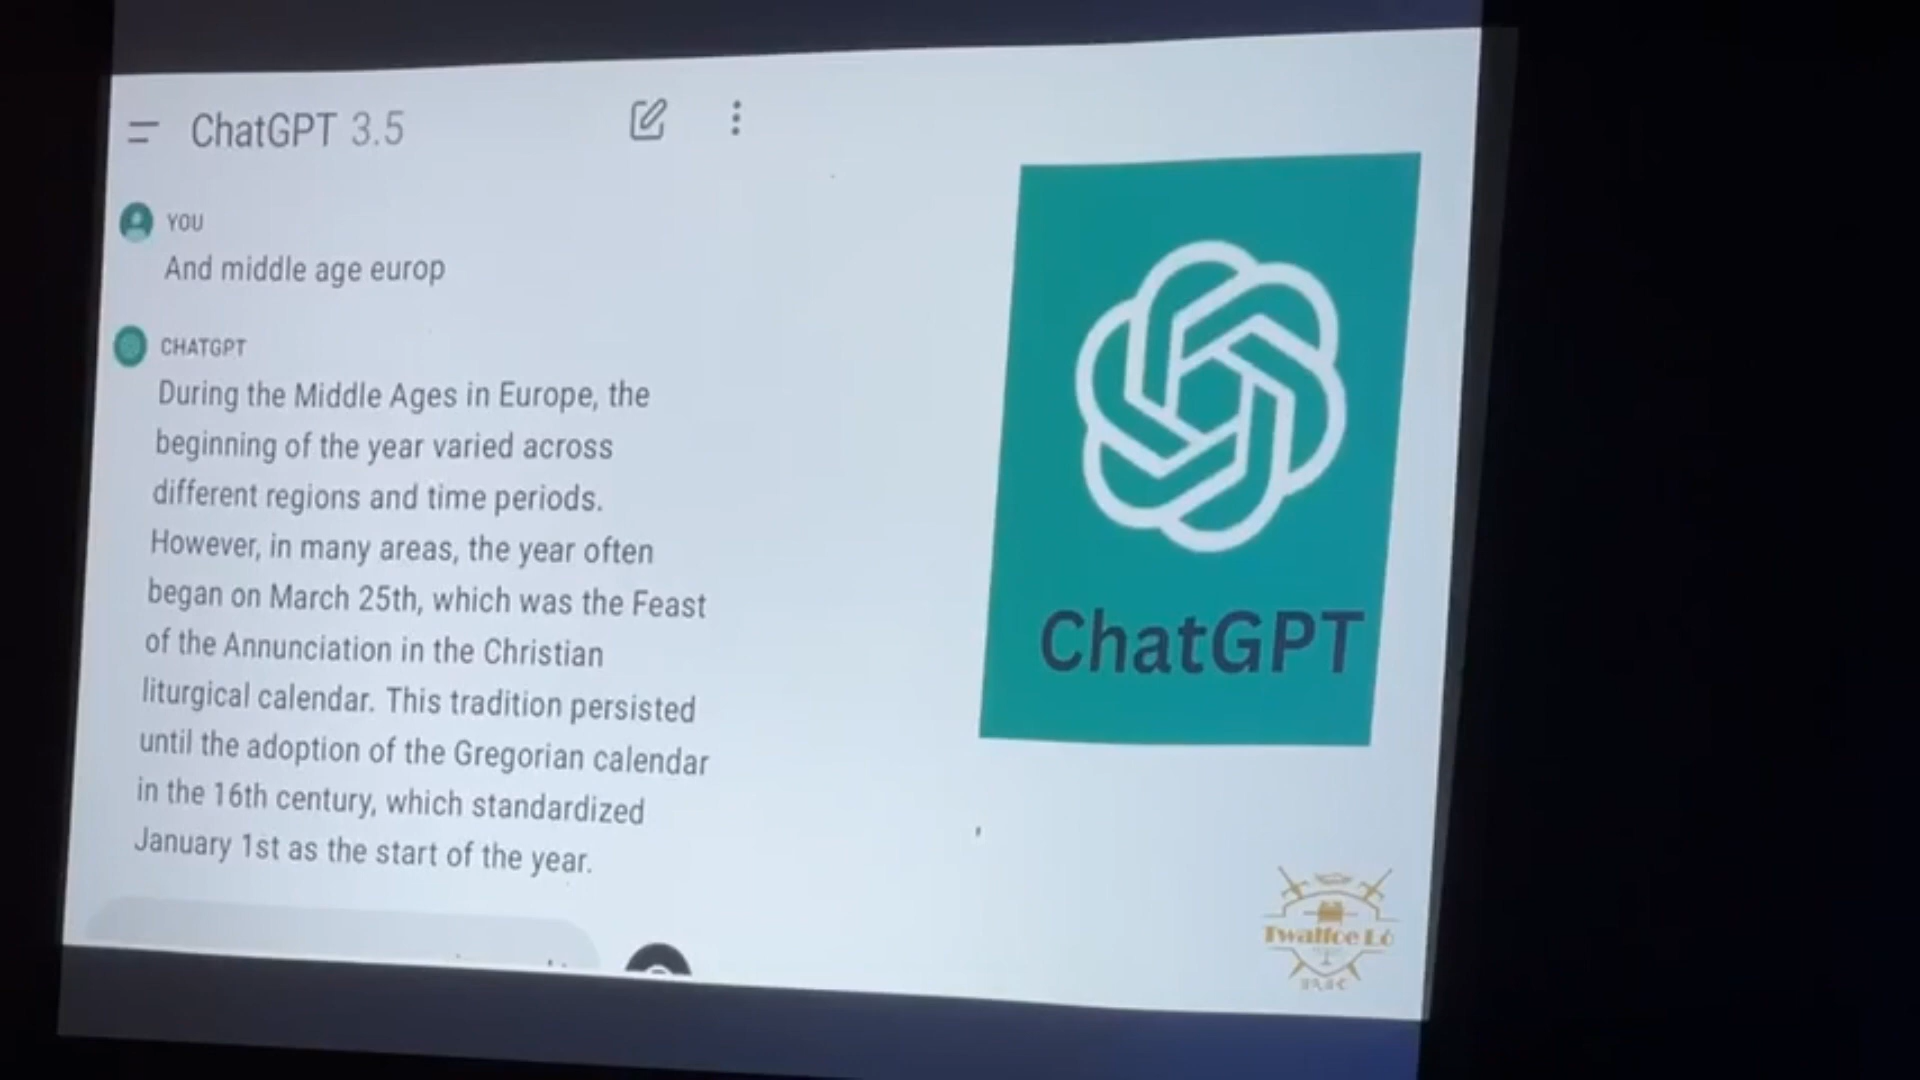 ChatGPT 3.5
YOU
And middle age europ
CHATGPT
During the Middle Ages in Europe, the
beginning of the year varied across
different regions and time periods.
However, in many areas, the year often
began on March 25th, which was the Feast
of the Annunciation in the Christian
liturgical calendar. This tradition persisted
until the adoption of the Gregorian calendar
in the 16th century, which standardized
January 1st as the start of the year.
ChatGPT